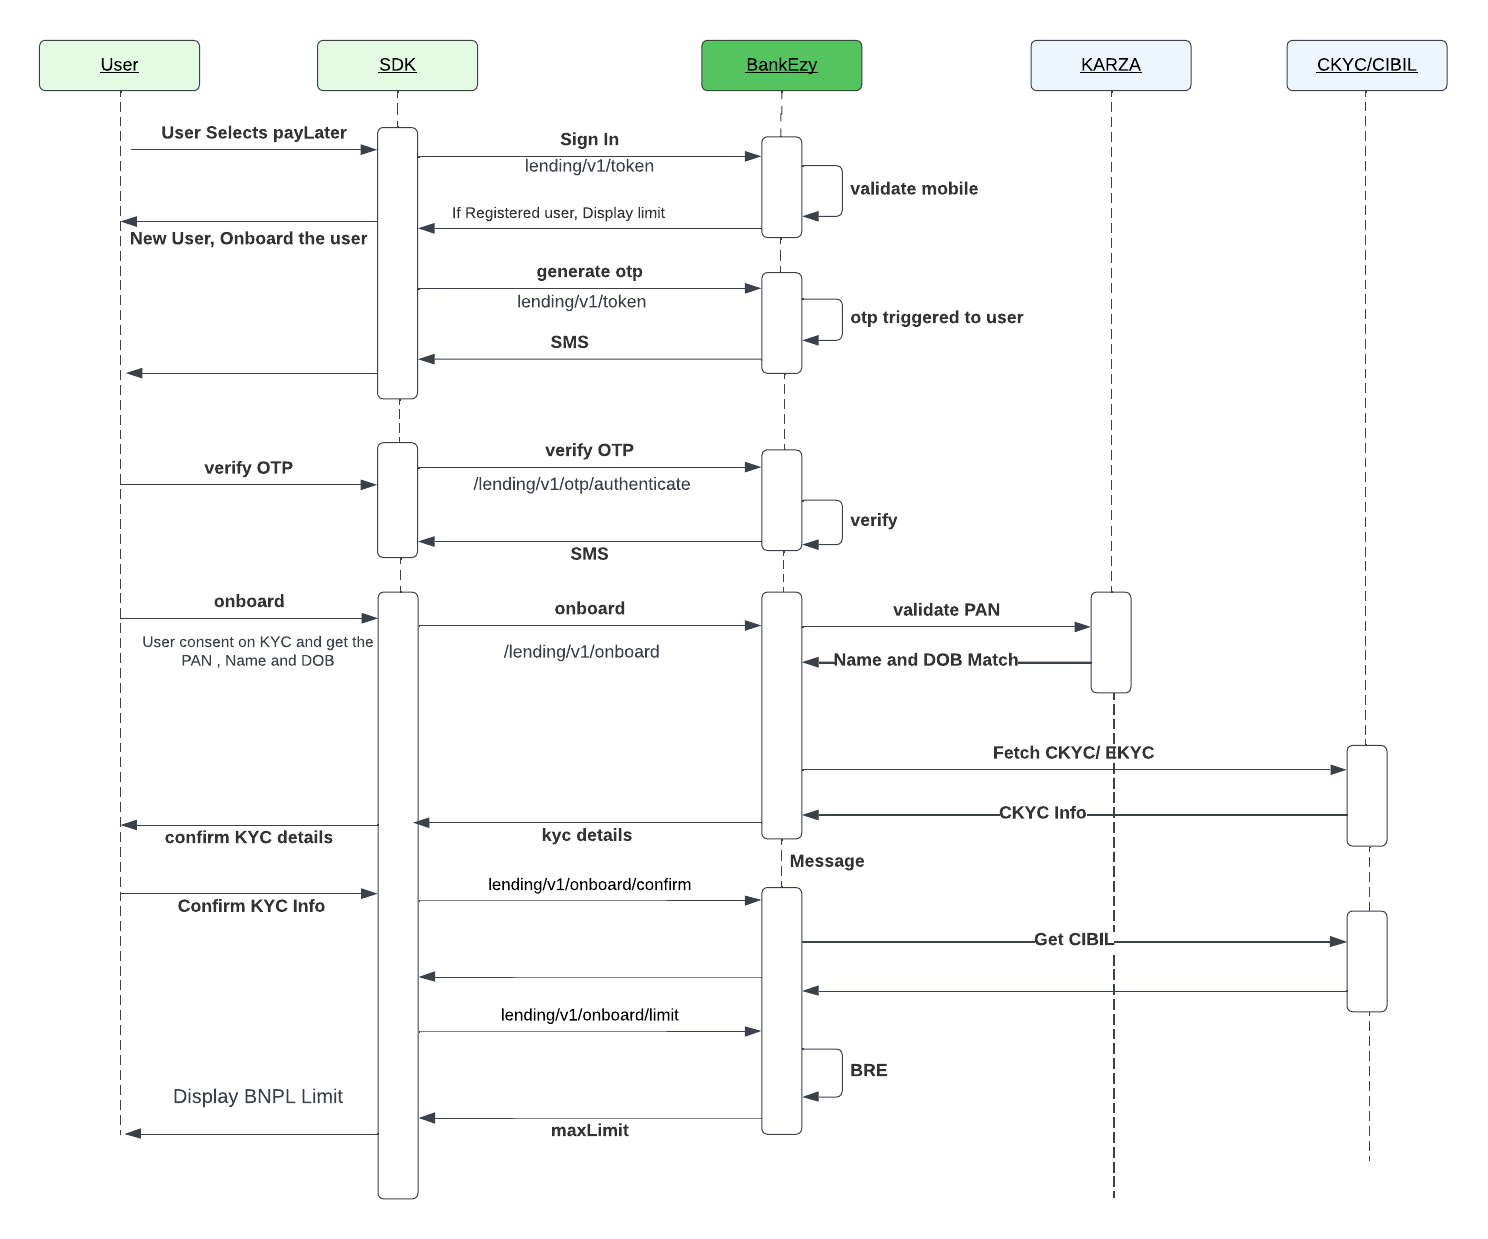 User
SDK
BankEzy
KARZA
CKYC/CIBIL
User Selects payLater
Sign In
lending/v1/token
validate mobile
If Registered user, Display limit
New User, Onboard the user
generate otp
lending/v1/token
otp triggered to user
SMS
verify OTP
verify OTP
/lending/v1/otp/authenticate
verify
SMS
onboard
onboard
validate PAN
User consent on KYC and get the
PAN , Name and DOB
/lending/v1/onboard
Name and DOB Match
Fetch CKYC/ EKYC
CKYC Info
confirm KYC details
kyc details
Message
lending/v1/onboard/confirm
Confirm KYC Info
Get CIBIL
lending/v1/onboard/limit
BRE
Display BNPL Limit
maxLimit